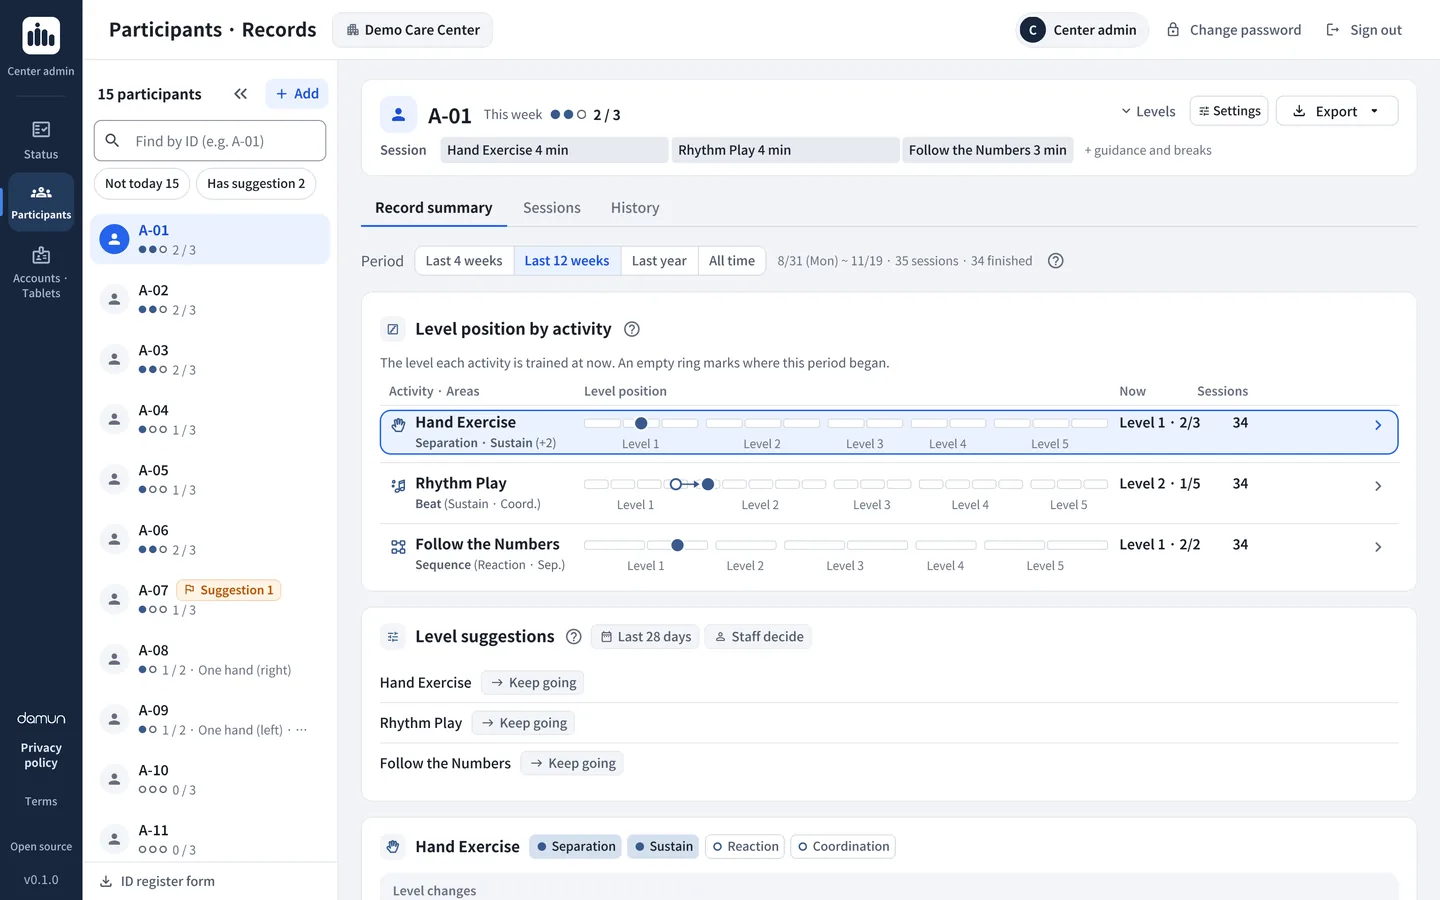 Participants · Records
Demo Care Center
C Center admin
Change password
Sign out
Center admin
Status
Participants
Accounts ·
Tablets
damun
Privacy
policy
Terms
Open source
v0.1.0
15 participants
+ Add
Find by ID (e.g. A-01)
Not today 15
Has suggestion 2
A-01
2 / 3
A-02
2 / 3
A-03
2 / 3
A-04
1 / 3
A-05
1 / 3
A-06
2 / 3
A-07 Suggestion 1
1 / 3
A-08
1 / 2 · One hand (right)
A-09
1 / 2 · One hand (left) · ···
A-10
0 / 3
A-11
0 / 3
ID register form
A-01 This week 2 / 3
Levels
Settings
Export
Session Hand Exercise 4 min Rhythm Play 4 min Follow the Numbers 3 min + guidance and breaks
Record summary Sessions History
Period Last 4 weeks Last 12 weeks Last year All time 8/31 (Mon) ~ 11/19 · 35 sessions · 34 finished ?
Level position by activity ?
The level each activity is trained at now. An empty ring marks where this period began.
Activity · Areas Level position Now Sessions
Hand Exercise Level 1 · 2/3 34
Separation · Sustain (+2) Level 1 Level 2 Level 3 Level 4 Level 5
Rhythm Play Level 2 · 1/5 34
Beat (Sustain · Coord.) Level 1 Level 2 Level 3 Level 4 Level 5
Follow the Numbers Level 1 · 2/2 34
Sequence (Reaction · Sep.) Level 1 Level 2 Level 3 Level 4 Level 5
Level suggestions ? Last 28 days Staff decide
Hand Exercise → Keep going
Rhythm Play → Keep going
Follow the Numbers → Keep going
Hand Exercise Separation Sustain Reaction Coordination
Level changes